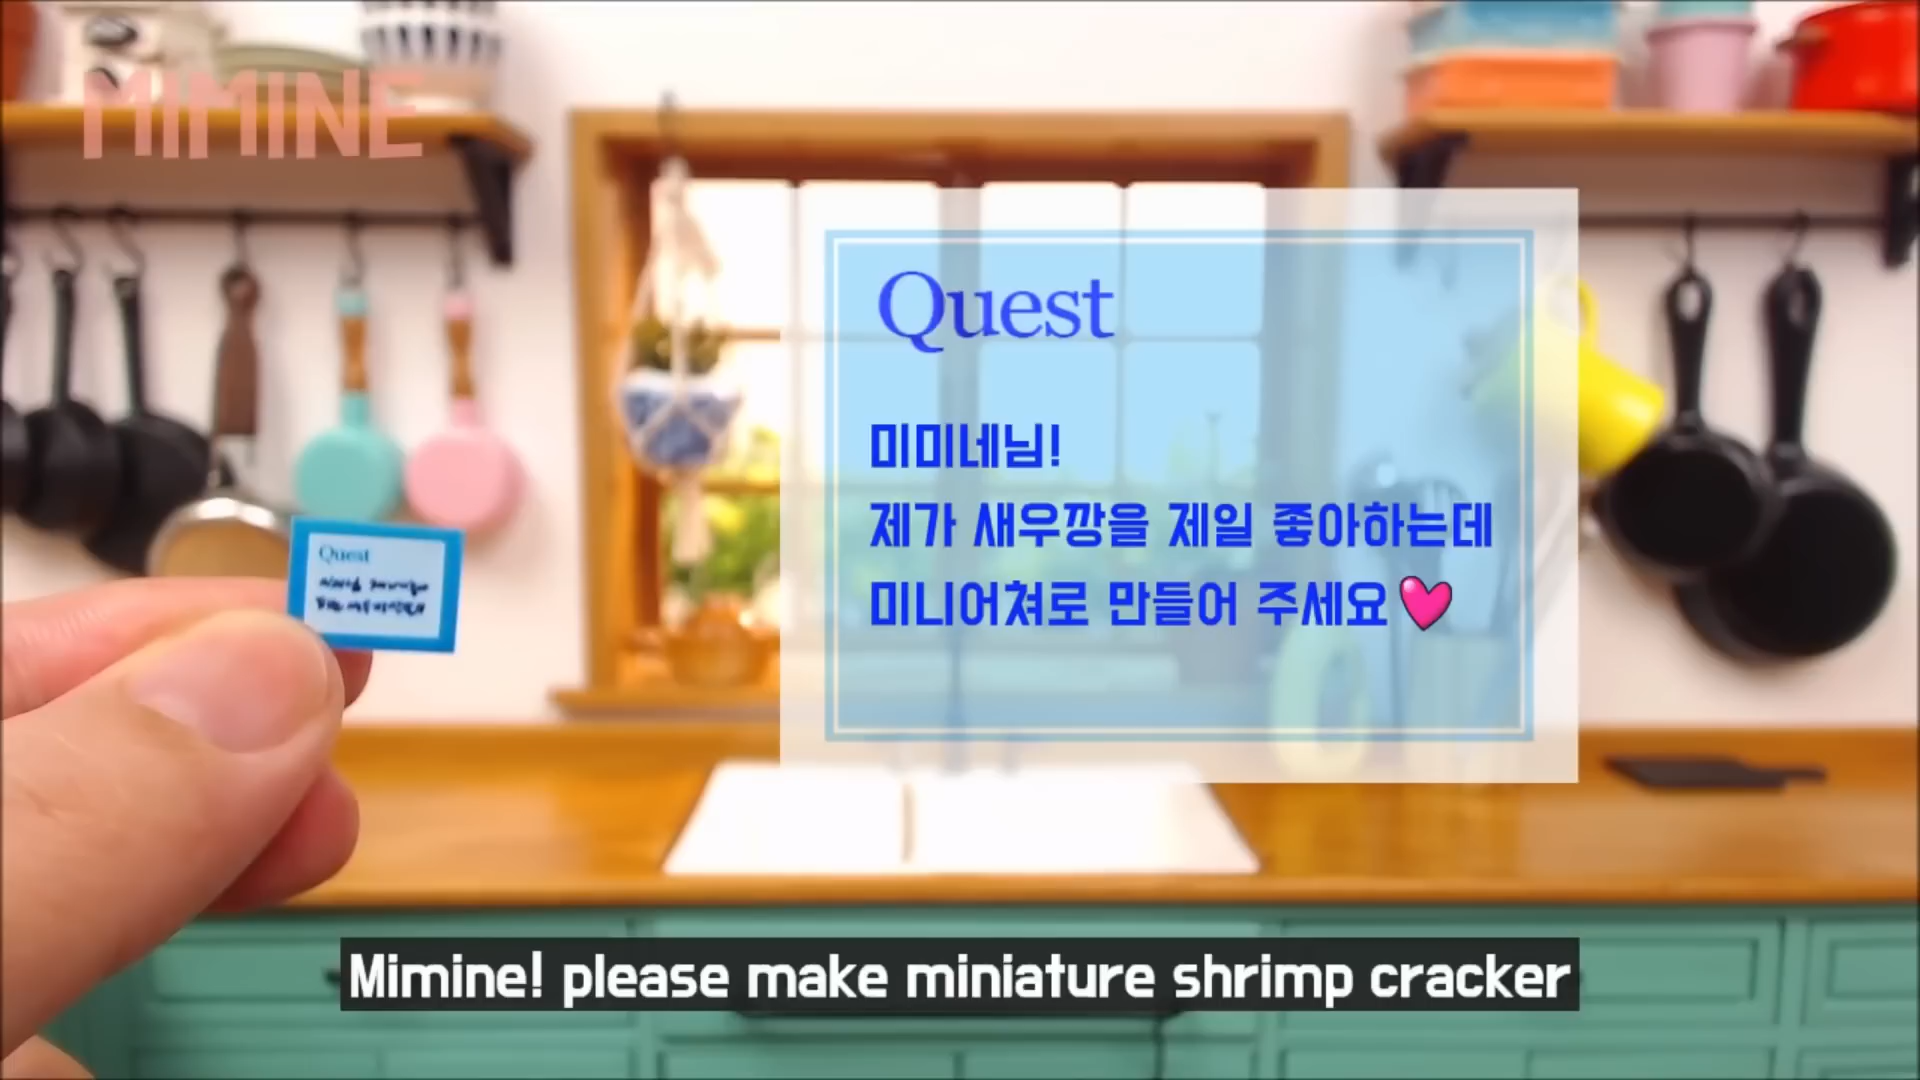 MIMINE
Quest
미미네님!
제가 새우깡을 제일 좋아하는데
미니어쳐로 만들어 주세요💗
Quest
Mimine! please make miniature shrimp cracker